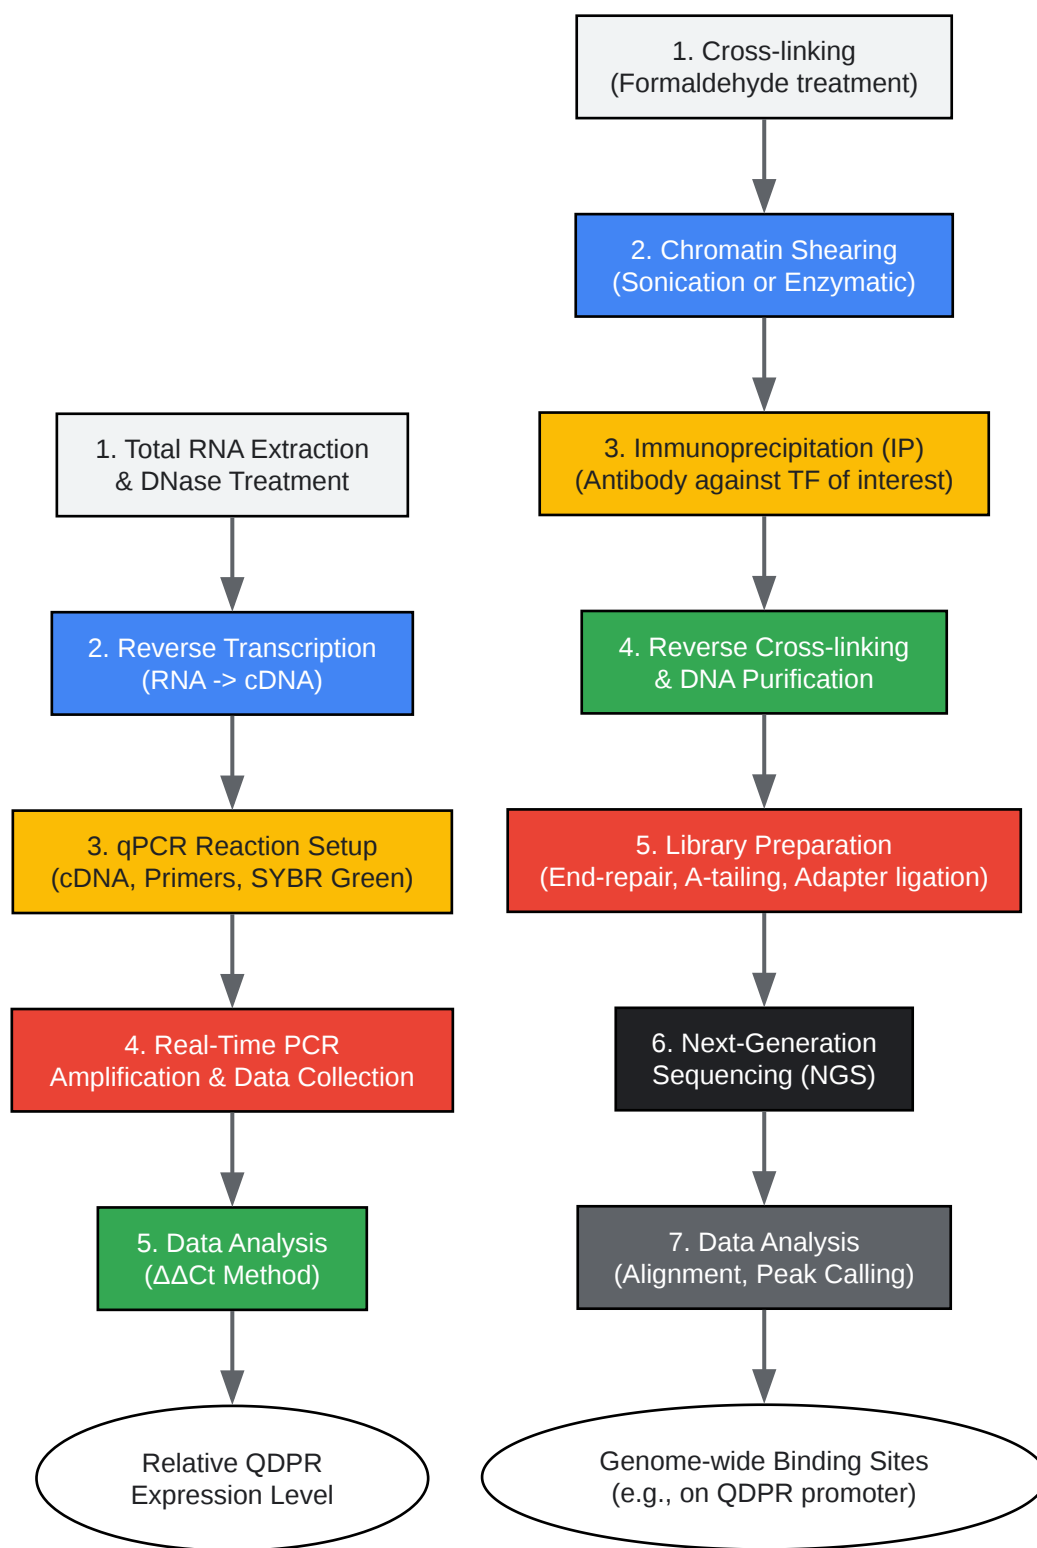 1. Total RNA Extraction
& DNase Treatment
2. Reverse Transcription
(RNA -> cDNA)
3. qPCR Reaction Setup
(cDNA, Primers, SYBR Green)
4. Real-Time PCR
Amplification & Data Collection
5. Data Analysis
(ΔΔCt Method)
Relative QDPR
Expression Level
1. Cross-linking
(Formaldehyde treatment)
2. Chromatin Shearing
(Sonication or Enzymatic)
3. Immunoprecipitation (IP)
(Antibody against TF of interest)
4. Reverse Cross-linking
& DNA Purification
5. Library Preparation
(End-repair, A-tailing, Adapter ligation)
6. Next-Generation
Sequencing (NGS)
7. Data Analysis
(Alignment, Peak Calling)
Genome-wide Binding Sites
(e.g., on QDPR promoter)